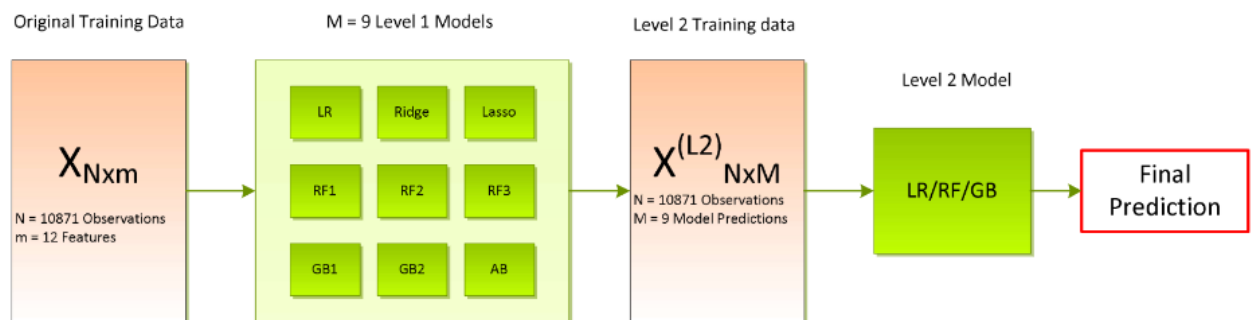 Original Training Data
M = 9 Level 1 Models
Level 2 Training data
Level 2 Model
X_Nxm
N = 10871 Observations
m = 12 Features
LR
Ridge
Lasso
RF1
RF2
RF3
GB1
GB2
AB
X^(L2)_NxM
N = 10871 Observations
M = 9 Model Predictions
LR/RF/GB
Final
Prediction